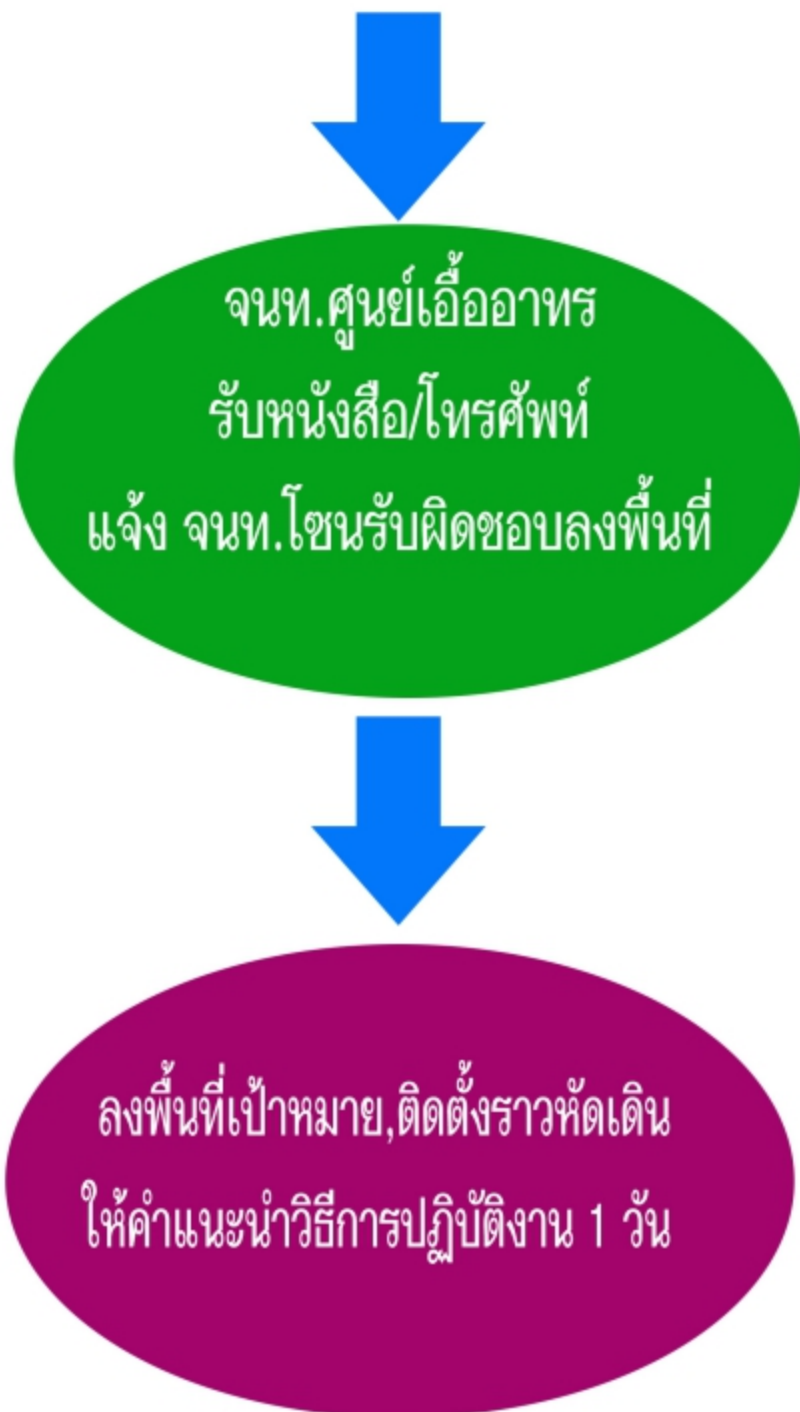 จนท.ศูนย์เอื้ออาทร
รับหนังสือ/โทรศัพท์
แจ้ง จนท.โซนรับผิดชอบลงพื้นที่
ลงพื้นที่เป้าหมาย,ติดตั้งราวหัดเดิน
ให้คำแนะนำวิธีการปฏิบัติงาน 1 วัน